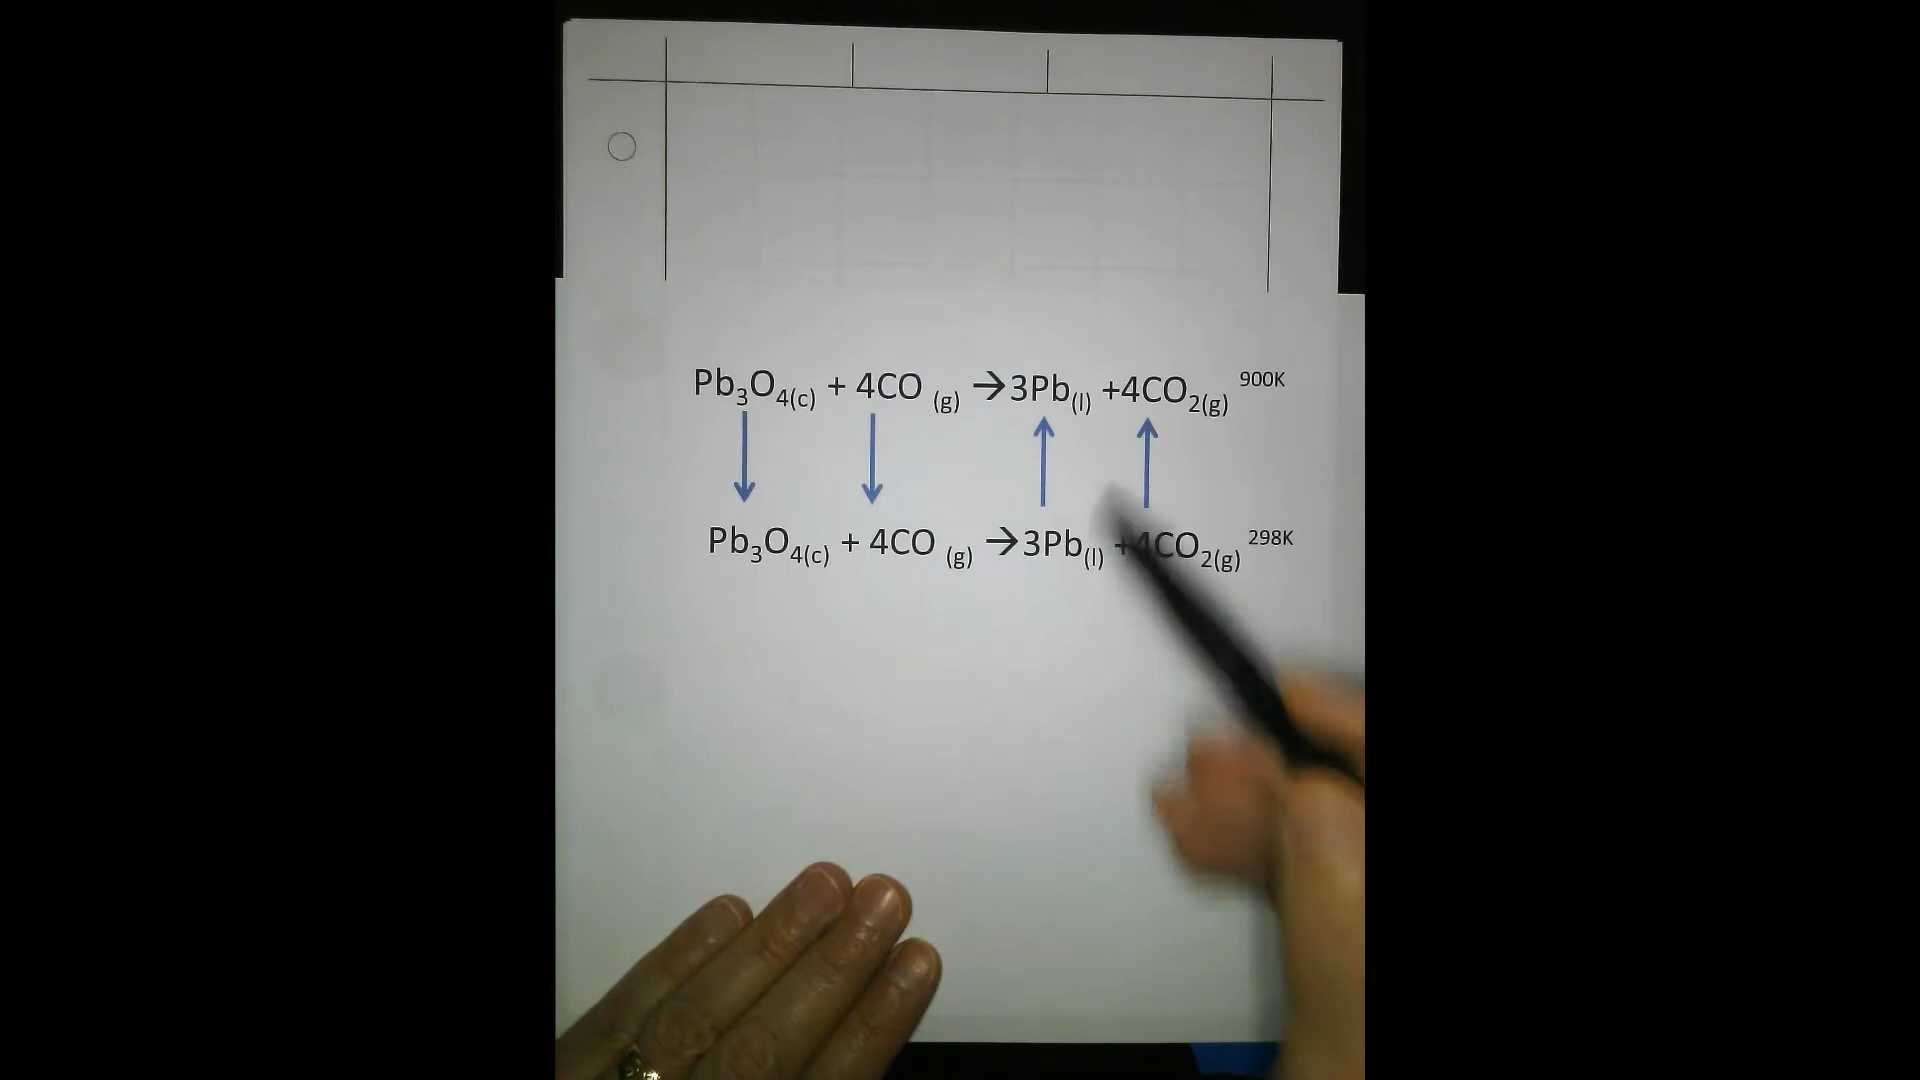 Pb₃O₄(c) + 4CO (g) →3Pb(l) +4CO₂(g) 900K
Pb₃O₄(c) + 4CO (g) →3Pb(l) +4CO₂(g) 298K